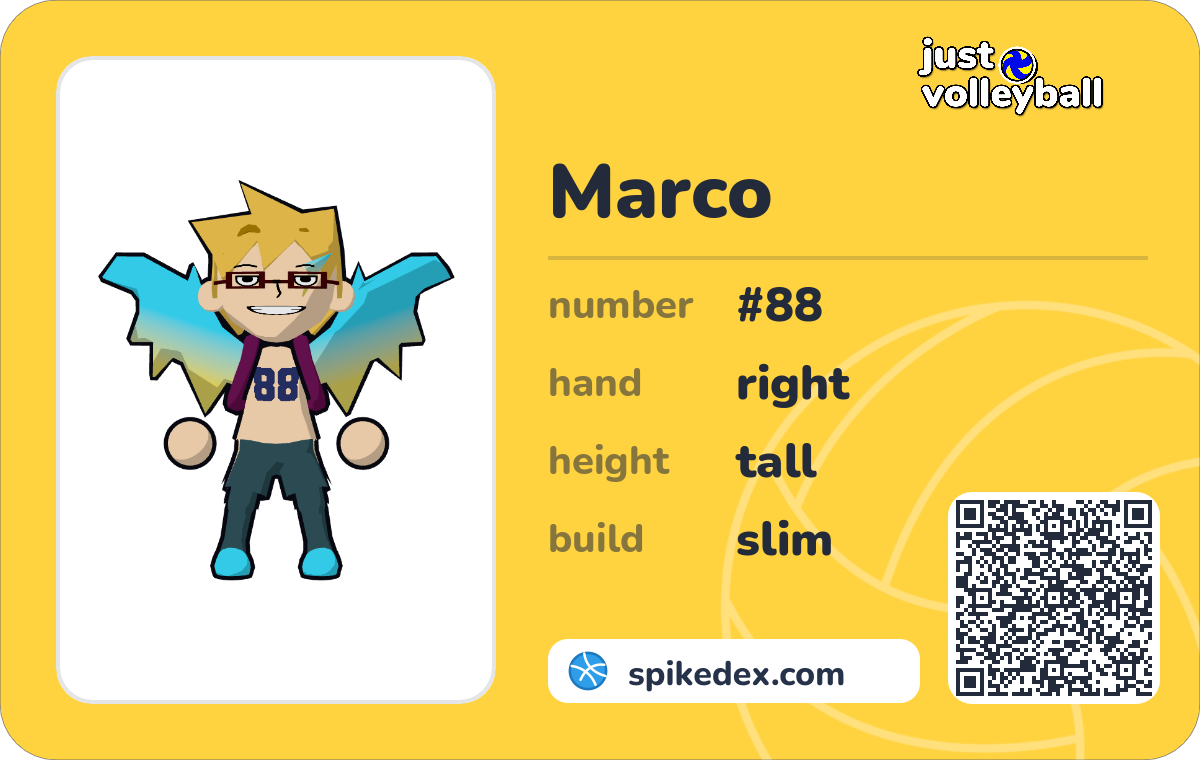 just
volleyball
Marco
number #88
hand right
height tall
build slim
88
spikedex.com